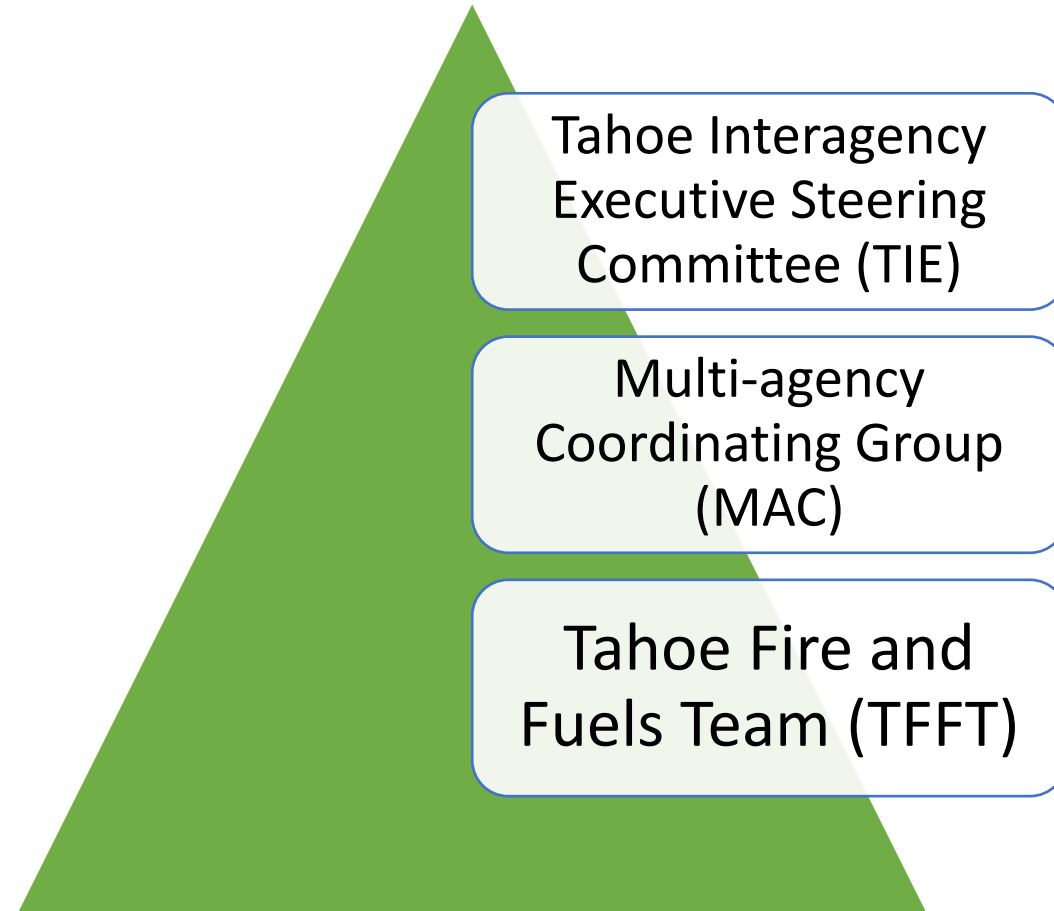 Tahoe Interagency
Executive Steering
Committee (TIE)
Multi-agency
Coordinating Group
(MAC)
Tahoe Fire and
Fuels Team (TFFT)